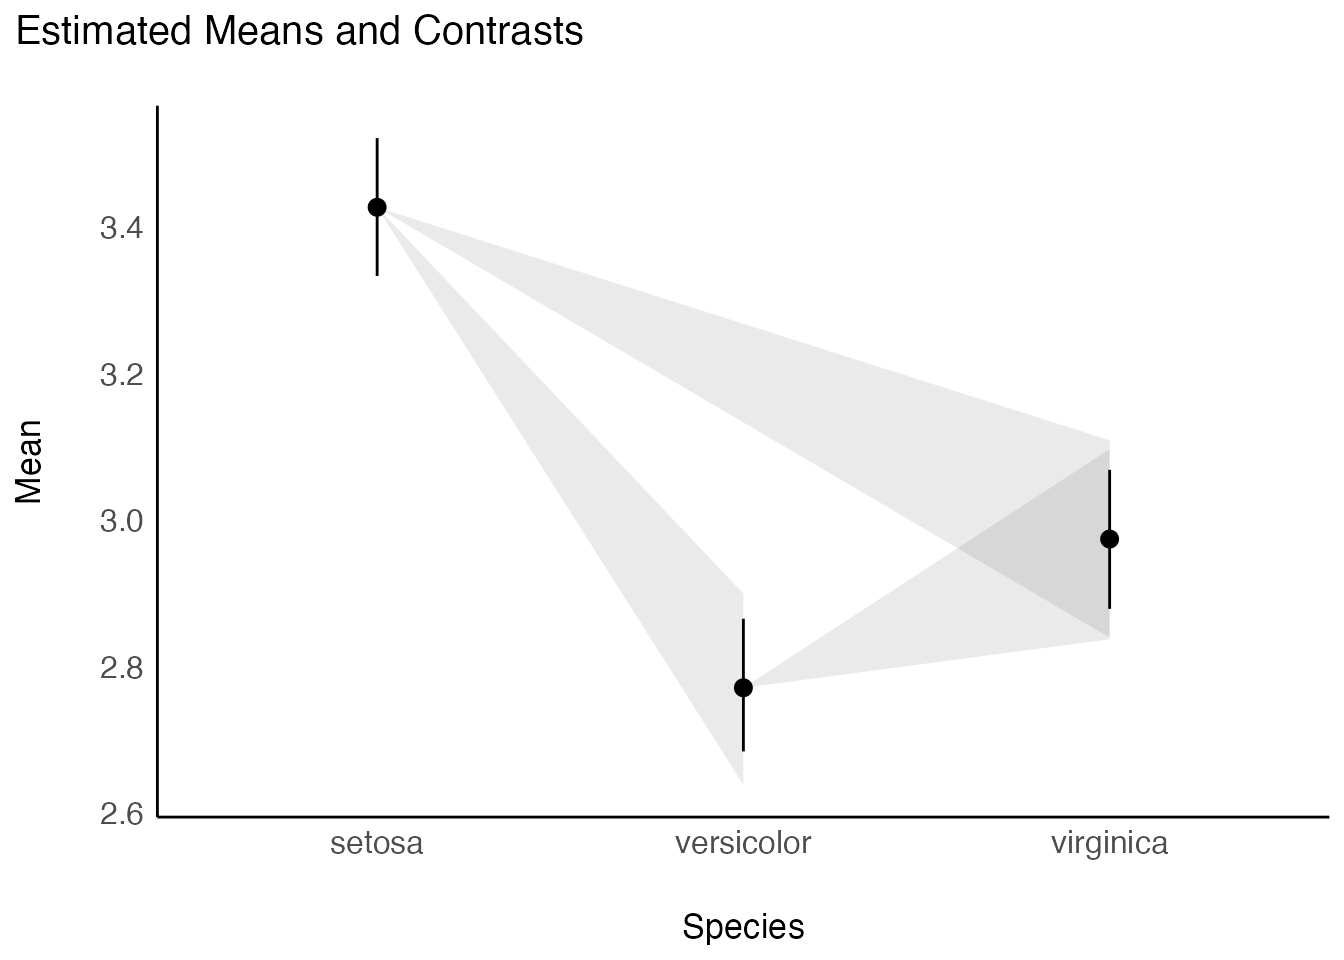 Estimated Means and Contrasts
3.4
3.2
3.0
2.8
2.6
Mean
setosa versicolor virginica
Species